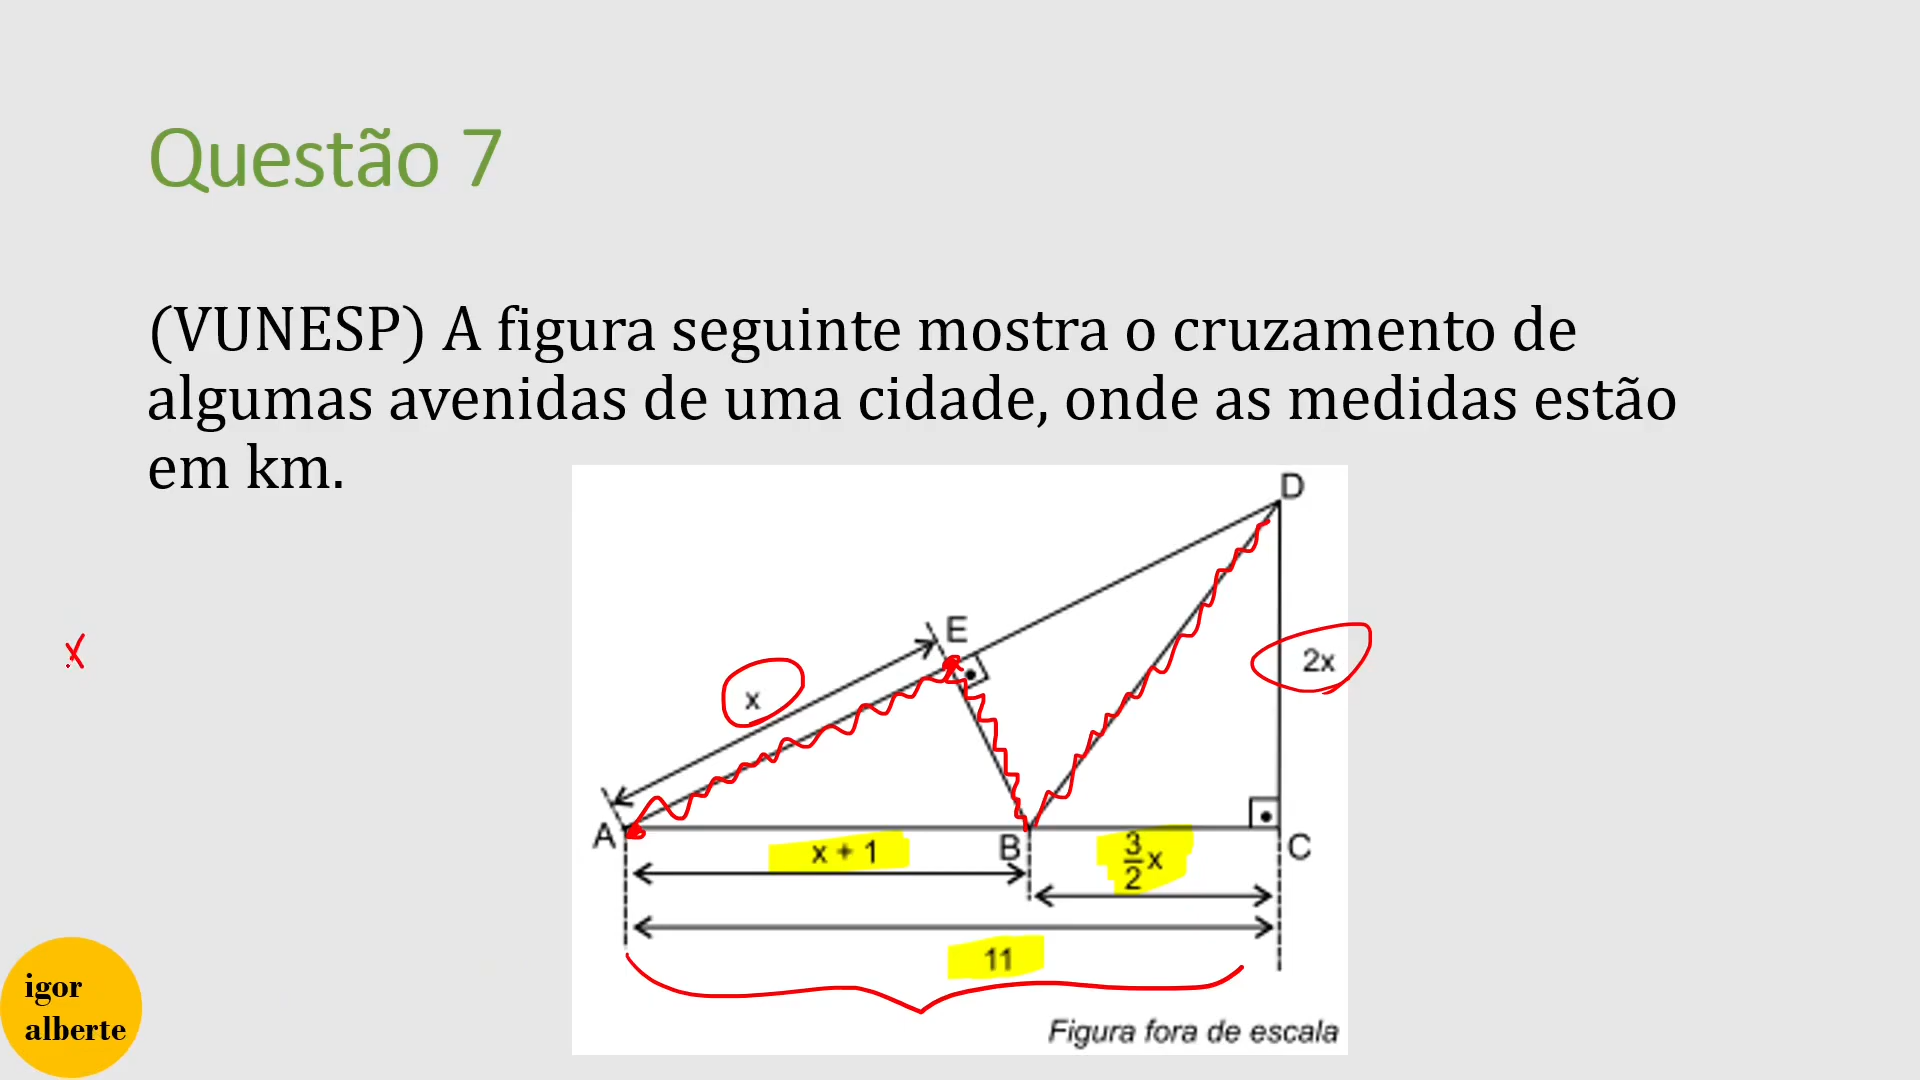 Questão 7
(VUNESP) A figura seguinte mostra o cruzamento de
algumas avenidas de uma cidade, onde as medidas estão
em km.
D
E
2x
x
x
A
x + 1
B
3/2 x
C
11
igor
alberte
Figura fora de escala